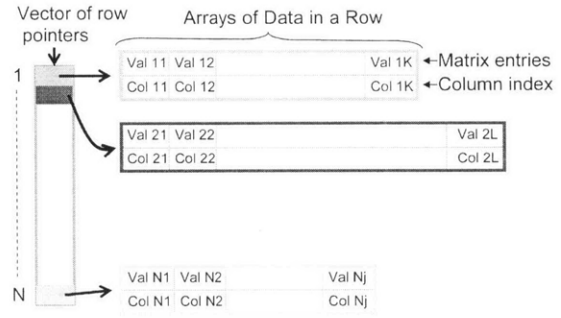 Vector of row
pointers
Arrays of Data in a Row
1
Val 11 Val 12 Val 1K ←Matrix entries
Col 11 Col 12 Col 1K ←Column index
Val 21 Val 22 Val 2L
Col 21 Col 22 Col 2L
N
Val N1 Val N2 Val Nj
Col N1 Col N2 Col Nj